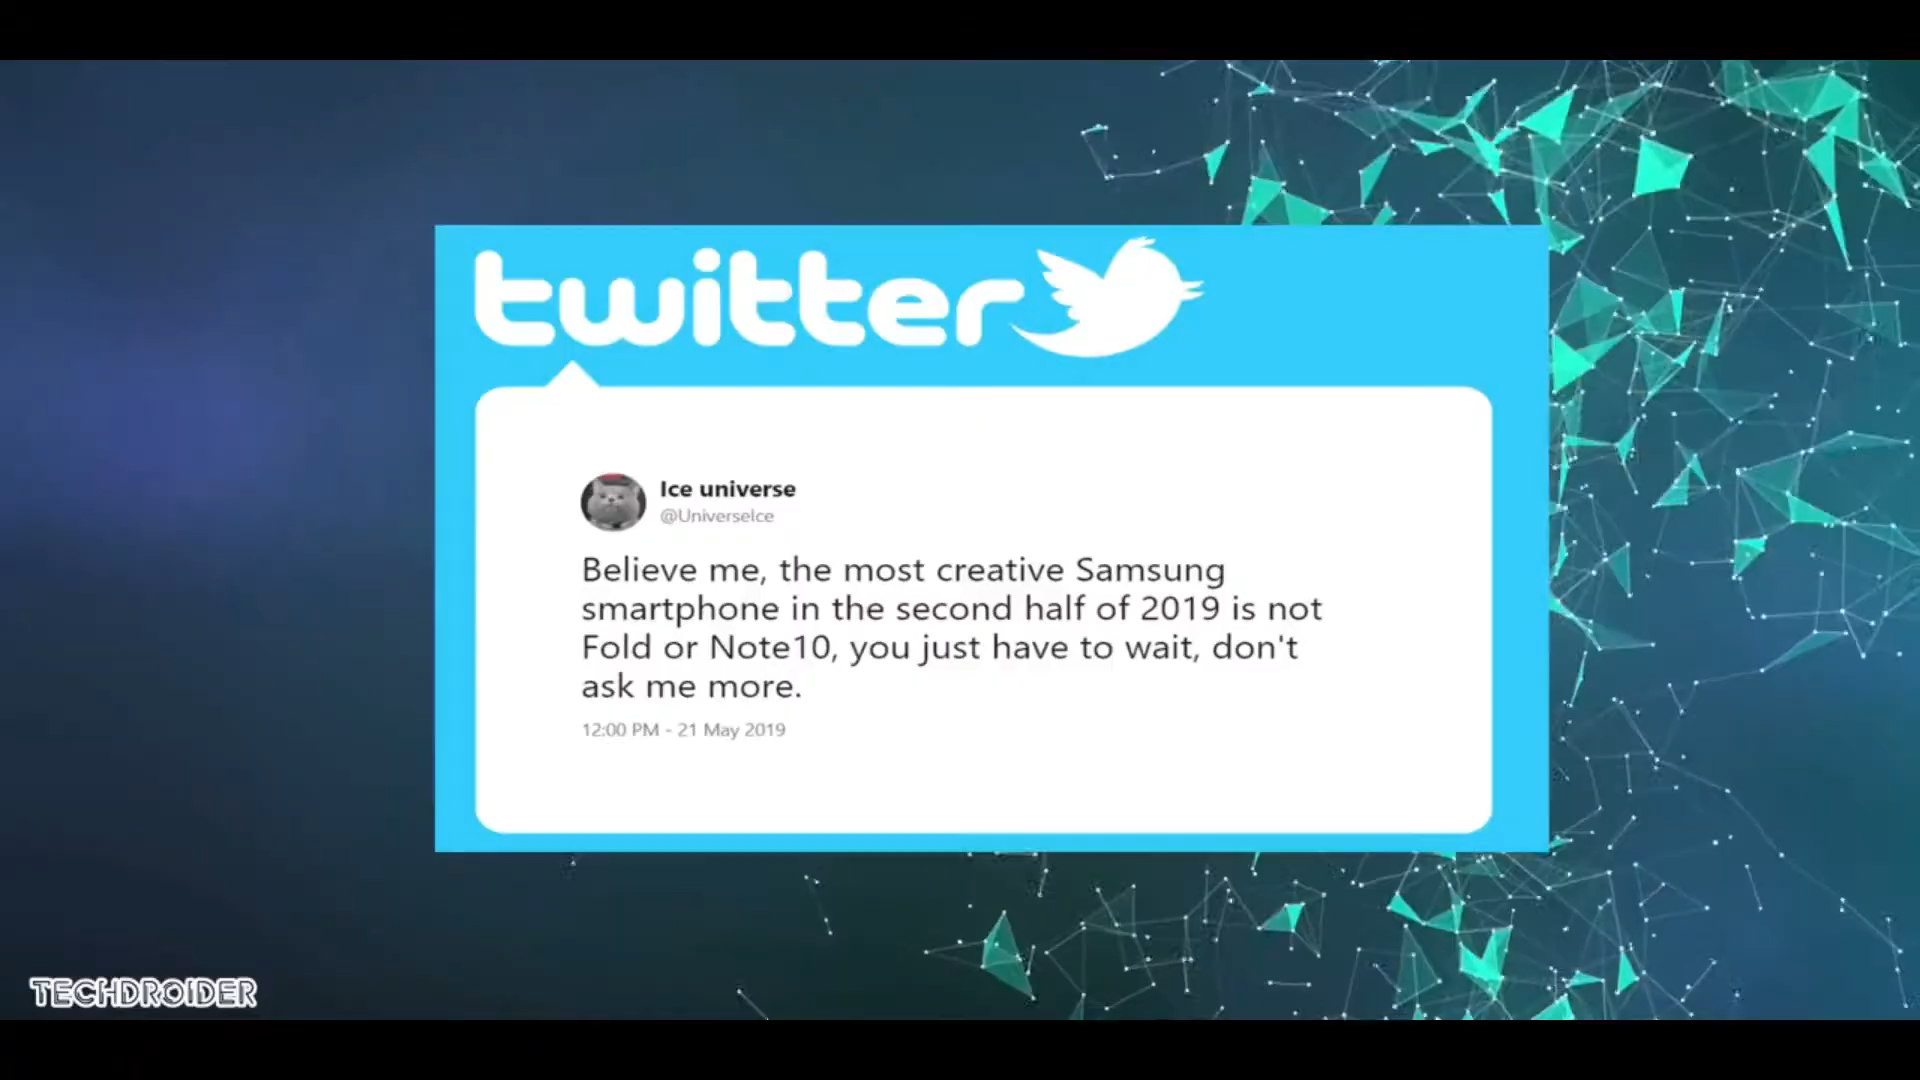 twitter
Ice universe
@UniverseIce
Believe me, the most creative Samsung
smartphone in the second half of 2019 is not
Fold or Note10, you just have to wait, don't
ask me more.
12:00 PM - 21 May 2019
TECHDROIDER